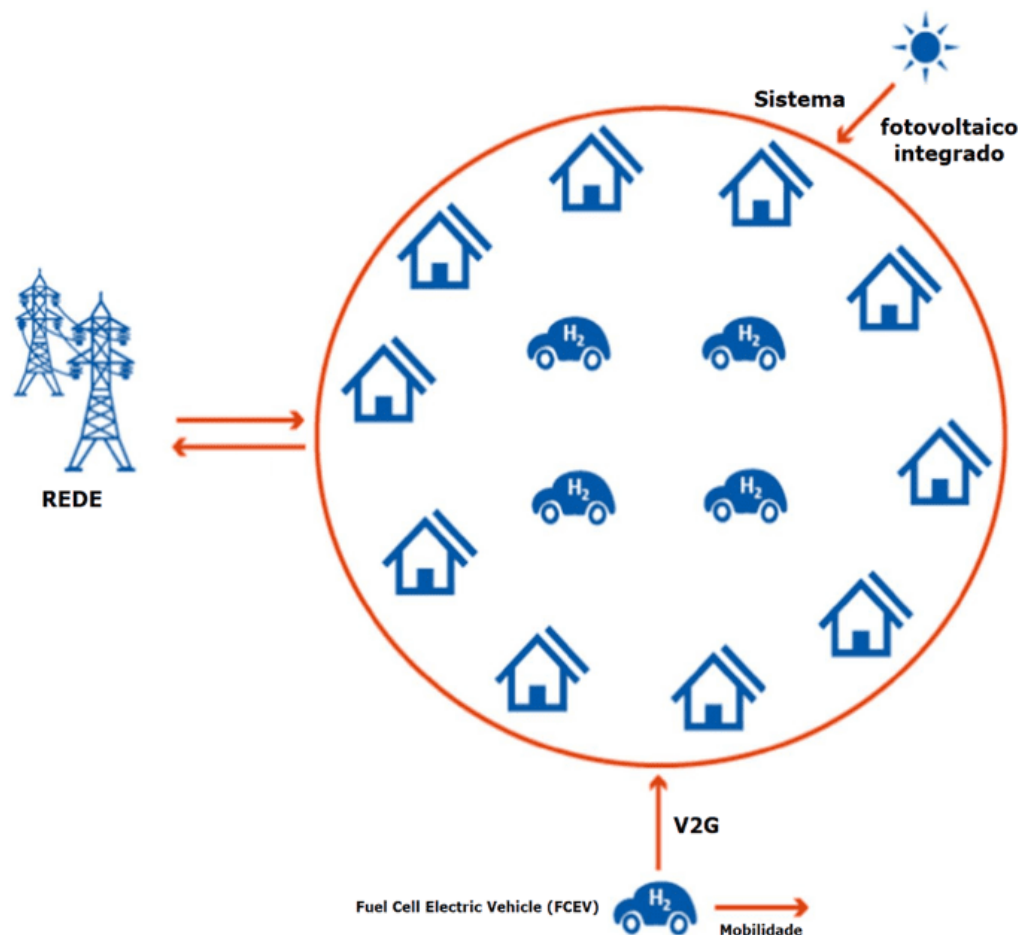 Sistema
fotovoltaico
integrado
H₂
H₂
REDE
H₂
H₂
V2G
Fuel Cell Electric Vehicle (FCEV)
H₂
Mobilidade